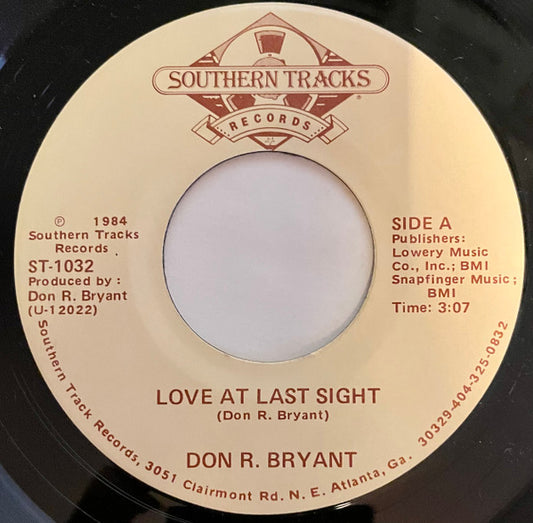 SOUTHERN TRACKS
RECORDS
℗ 1984
Southern Tracks
Records
ST-1032
Produced by :
Don R. Bryant
(U-12022)
SIDE A
Publishers:
Lowery Music
Co., Inc.; BMI
Snapfinger Music;
BMI
Time: 3:07
LOVE AT LAST SIGHT
(Don R. Bryant)
DON R. BRYANT
Southern Track Records, 3051 Clairmont Rd. N. E. Atlanta, Ga. 30329-404-325-0832